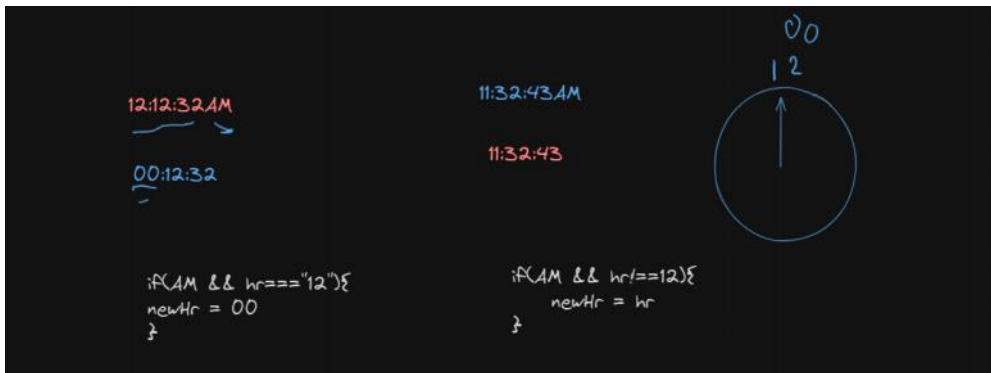 12:12:32AM
00:12:32
if(AM && hr==="12"){
newHr = 00
}
11:32:43AM
11:32:43
if(AM && hr!==12){
newHr = hr
}
00
12